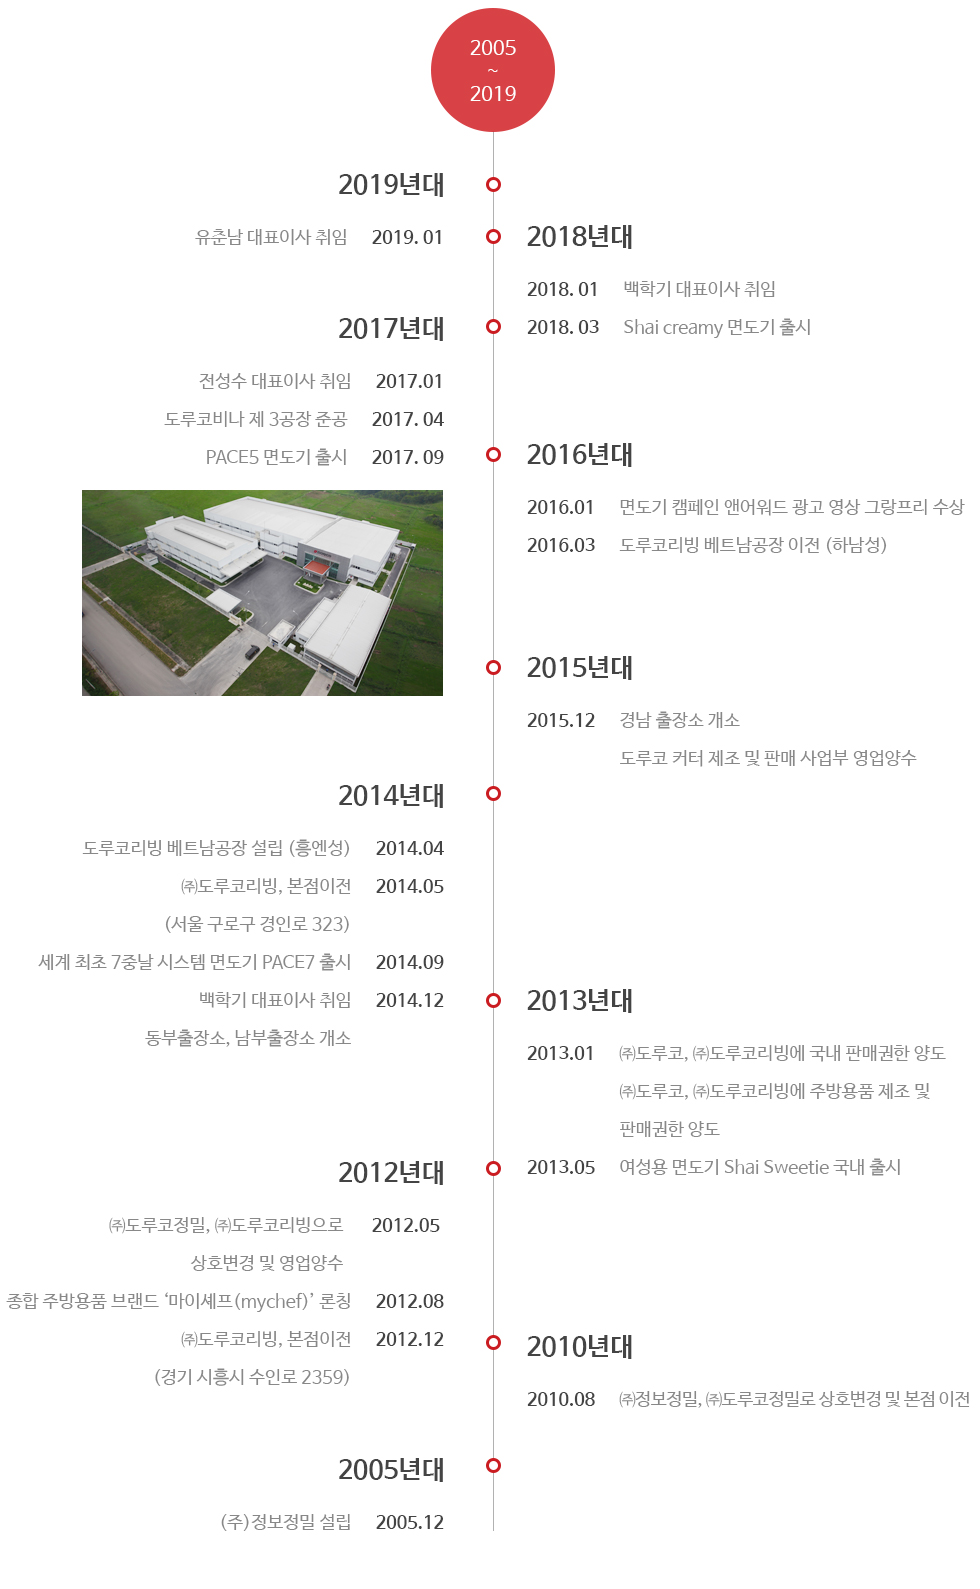 2005
~
2019
2019년대
유춘남 대표이사 취임 2019. 01
2018년대
2018. 01 백학기 대표이사 취임
2018. 03 Shai creamy 면도기 출시
2017년대
전성수 대표이사 취임 2017.01
도루코비나 제 3공장 준공 2017. 04
PACE5 면도기 출시 2017. 09
2016년대
2016.01 면도기 캠페인 앤어워드 광고 영상 그랑프리 수상
2016.03 도루코리빙 베트남공장 이전 (하남성)
2015년대
2015.12 경남 출장소 개소
도루코 커터 제조 및 판매 사업부 영업양수
2014년대
도루코리빙 베트남공장 설립 (흥엔성) 2014.04
㈜도루코리빙, 본점이전 2014.05
(서울 구로구 경인로 323)
세계 최초 7중날 시스템 면도기 PACE7 출시 2014.09
백학기 대표이사 취임 2014.12
동부출장소, 남부출장소 개소
2013년대
2013.01 ㈜도루코, ㈜도루코리빙에 국내 판매권한 양도
㈜도루코, ㈜도루코리빙에 주방용품 제조 및
판매권한 양도
2013.05 여성용 면도기 Shai Sweetie 국내 출시
2012년대
㈜도루코정밀, ㈜도루코리빙으로 2012.05
상호변경 및 영업양수
종합 주방용품 브랜드 ‘마이셰프(mychef)’ 론칭 2012.08
㈜도루코리빙, 본점이전 2012.12
(경기 시흥시 수인로 2359)
2010년대
2010.08 ㈜정보정밀, ㈜도루코정밀로 상호변경 및 본점 이전
2005년대
(주)정보정밀 설립 2005.12